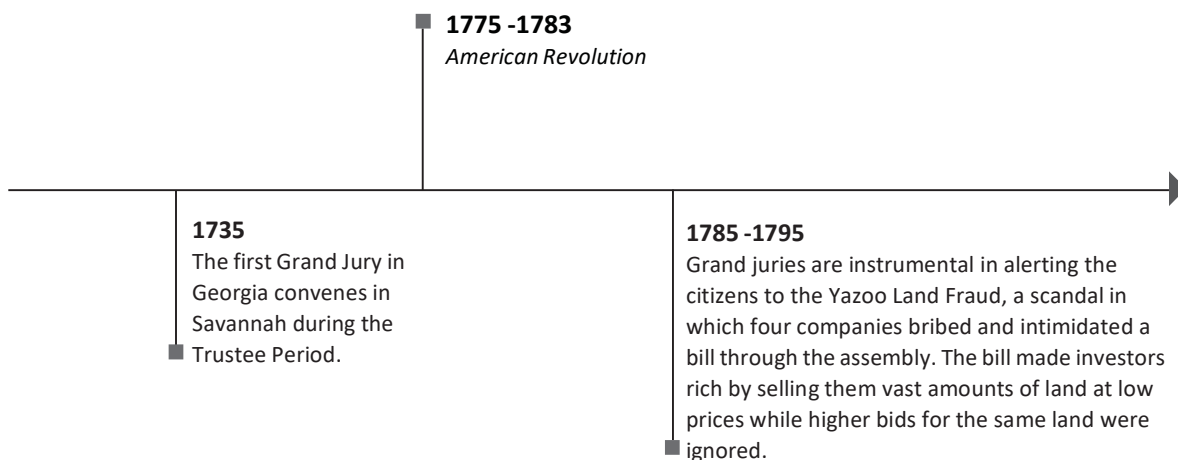 1775 -1783
American Revolution
1735
The first Grand Jury in
Georgia convenes in
Savannah during the
Trustee Period.
1785 -1795
Grand juries are instrumental in alerting the
citizens to the Yazoo Land Fraud, a scandal in
which four companies bribed and intimidated a
bill through the assembly. The bill made investors
rich by selling them vast amounts of land at low
prices while higher bids for the same land were
ignored.